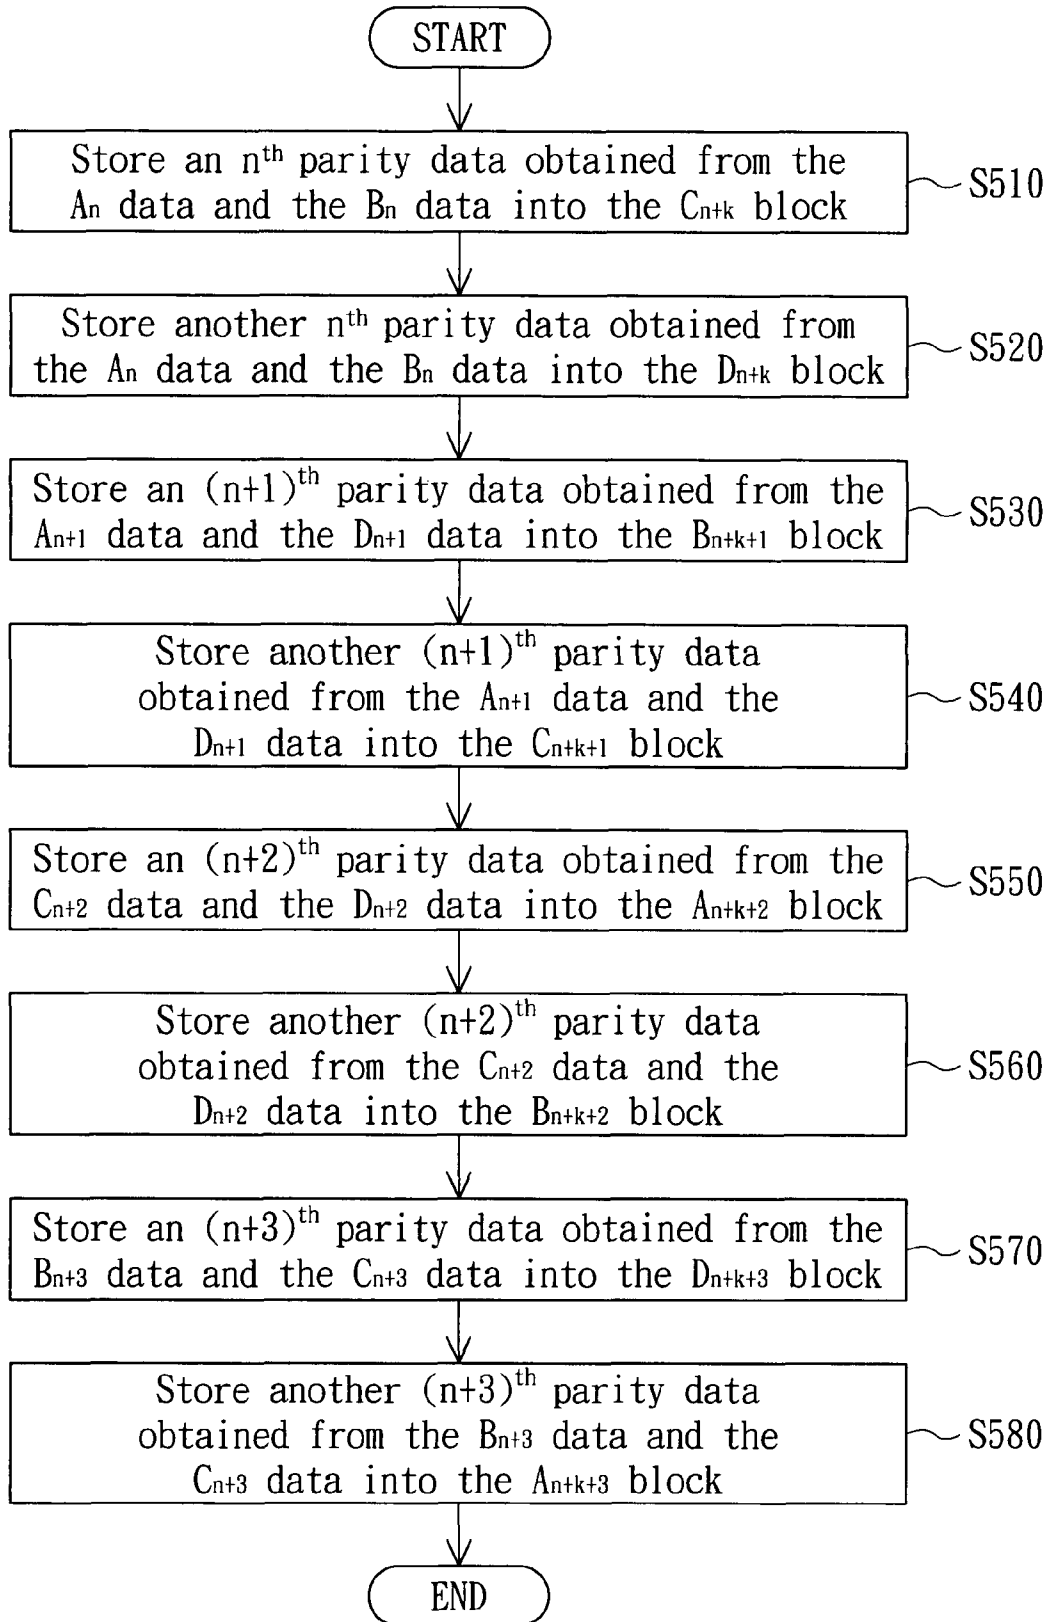 START
Store an nᵗʰ parity data obtained from the
Aₙ data and the Bₙ data into the Cₙ₊ₖ block
S510
Store another nᵗʰ parity data obtained from
the Aₙ data and the Bₙ data into the Dₙ₊ₖ block
S520
Store an (n+1)ᵗʰ parity data obtained from the
Aₙ₊₁ data and the Dₙ₊₁ data into the Bₙ₊ₖ₊₁ block
S530
Store another (n+1)ᵗʰ parity data
obtained from the Aₙ₊₁ data and the
Dₙ₊₁ data into the Cₙ₊ₖ₊₁ block
S540
Store an (n+2)ᵗʰ parity data obtained from the
Cₙ₊₂ data and the Dₙ₊₂ data into the Aₙ₊ₖ₊₂ block
S550
Store another (n+2)ᵗʰ parity data
obtained from the Cₙ₊₂ data and the
Dₙ₊₂ data into the Bₙ₊ₖ₊₂ block
S560
Store an (n+3)ᵗʰ parity data obtained from the
Bₙ₊₃ data and the Cₙ₊₃ data into the Dₙ₊ₖ₊₃ block
S570
Store another (n+3)ᵗʰ parity data
obtained from the Bₙ₊₃ data and the
Cₙ₊₃ data into the Aₙ₊ₖ₊₃ block
S580
END